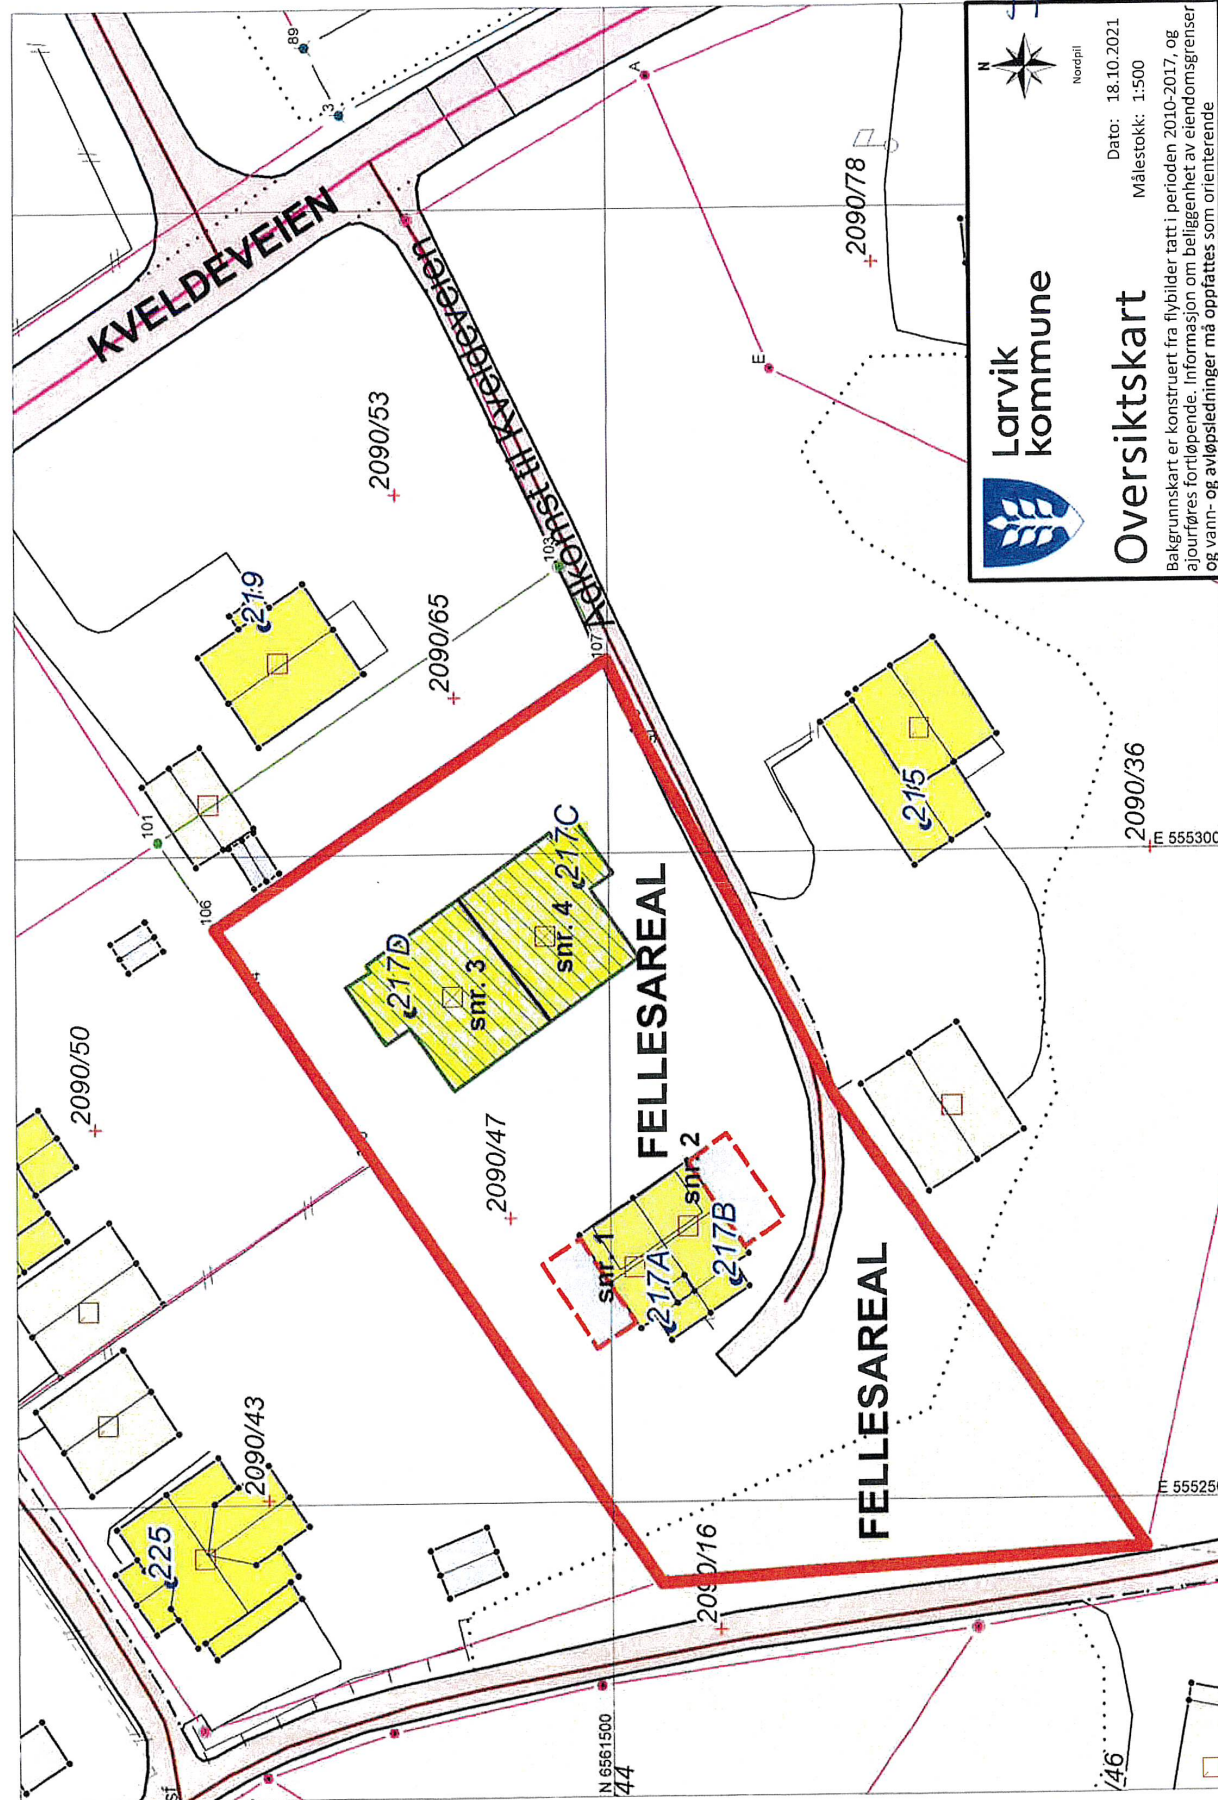 KVELDEVEIEN
Adkomst til Kveldeveien
89
3
A
E
2090/78
2090/53
103
107
2090/65
219
101
106
2090/50
217D
217C
snr. 3
snr. 4
FELLESAREAL
215
2090/36
E 555300
2090/47
snr. 1
snr. 2
217A
217B
FELLESAREAL
2090/43
225
2090/16
E 555250
N 6561500
44
/46
sf
Larvik
kommune
N
Nordpil
Oversiktskart
Dato: 18.10.2021
Målestokk: 1:500
Bakgrunnskart er konstruert fra flybilder tatt i perioden 2010-2017, og
ajourføres fortløpende. Informasjon om beliggenhet av eiendomsgrenser
og vann- og avløpsledninger må oppfattes som orienterende